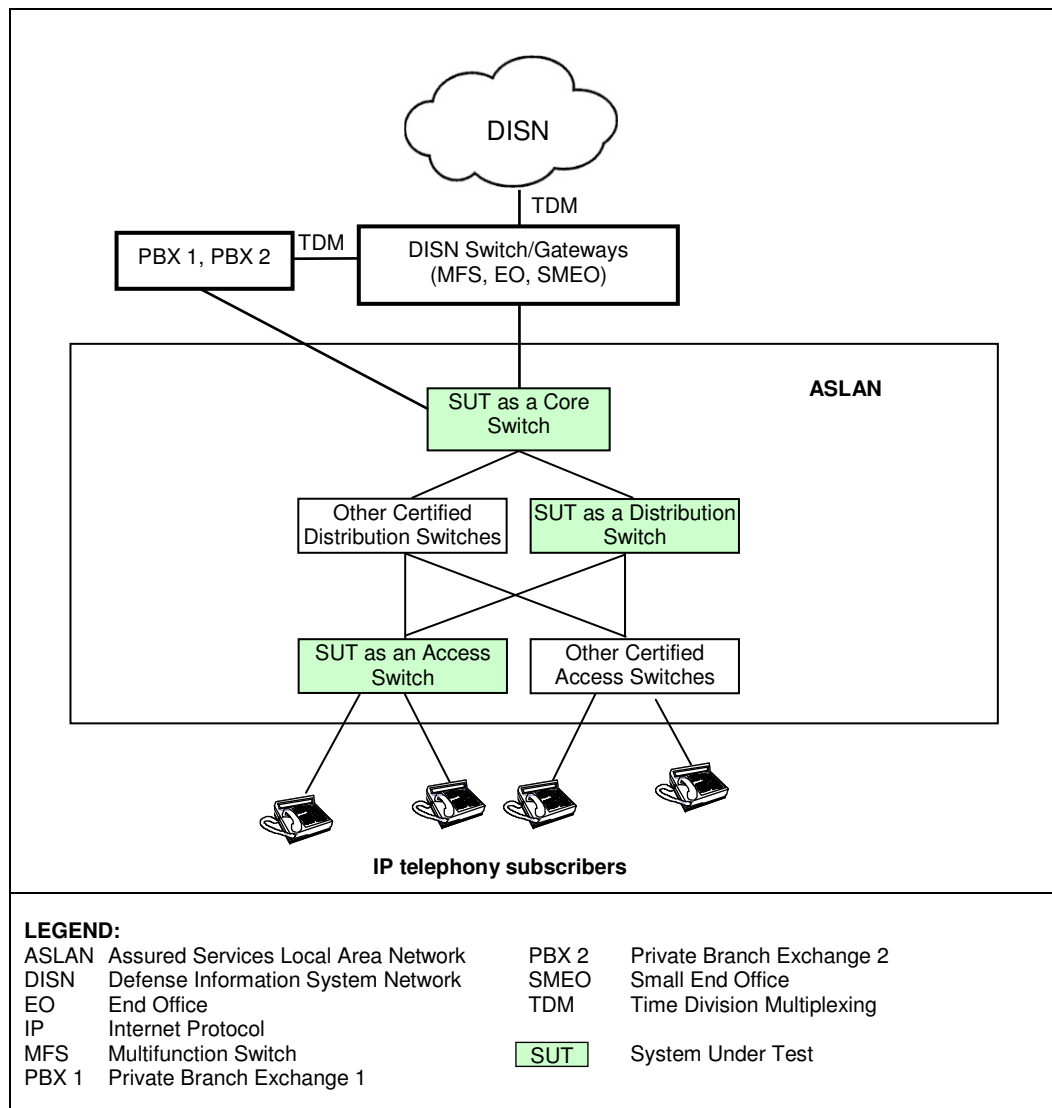 DISN
TDM
PBX 1, PBX 2
TDM
DISN Switch/Gateways
(MFS, EO, SMEO)
ASLAN
SUT as a Core
Switch
Other Certified
Distribution Switches
SUT as a Distribution
Switch
SUT as an Access
Switch
Other Certified
Access Switches
IP telephony subscribers
LEGEND:
ASLAN Assured Services Local Area Network
DISN Defense Information System Network
EO End Office
IP Internet Protocol
MFS Multifunction Switch
PBX 1 Private Branch Exchange 1
PBX 2 Private Branch Exchange 2
SMEO Small End Office
TDM Time Division Multiplexing
SUT System Under Test